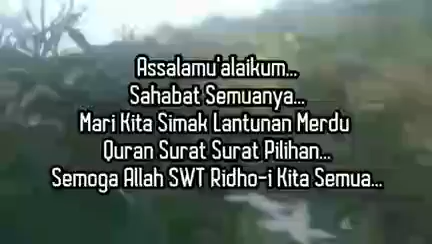 Assalamu'alaikum...
Sahabat Semuanya...
Mari Kita Simak Lantunan Merdu
Quran Surat Surat Pilihan...
Semoga Allah SWT Ridho-i Kita Semua...